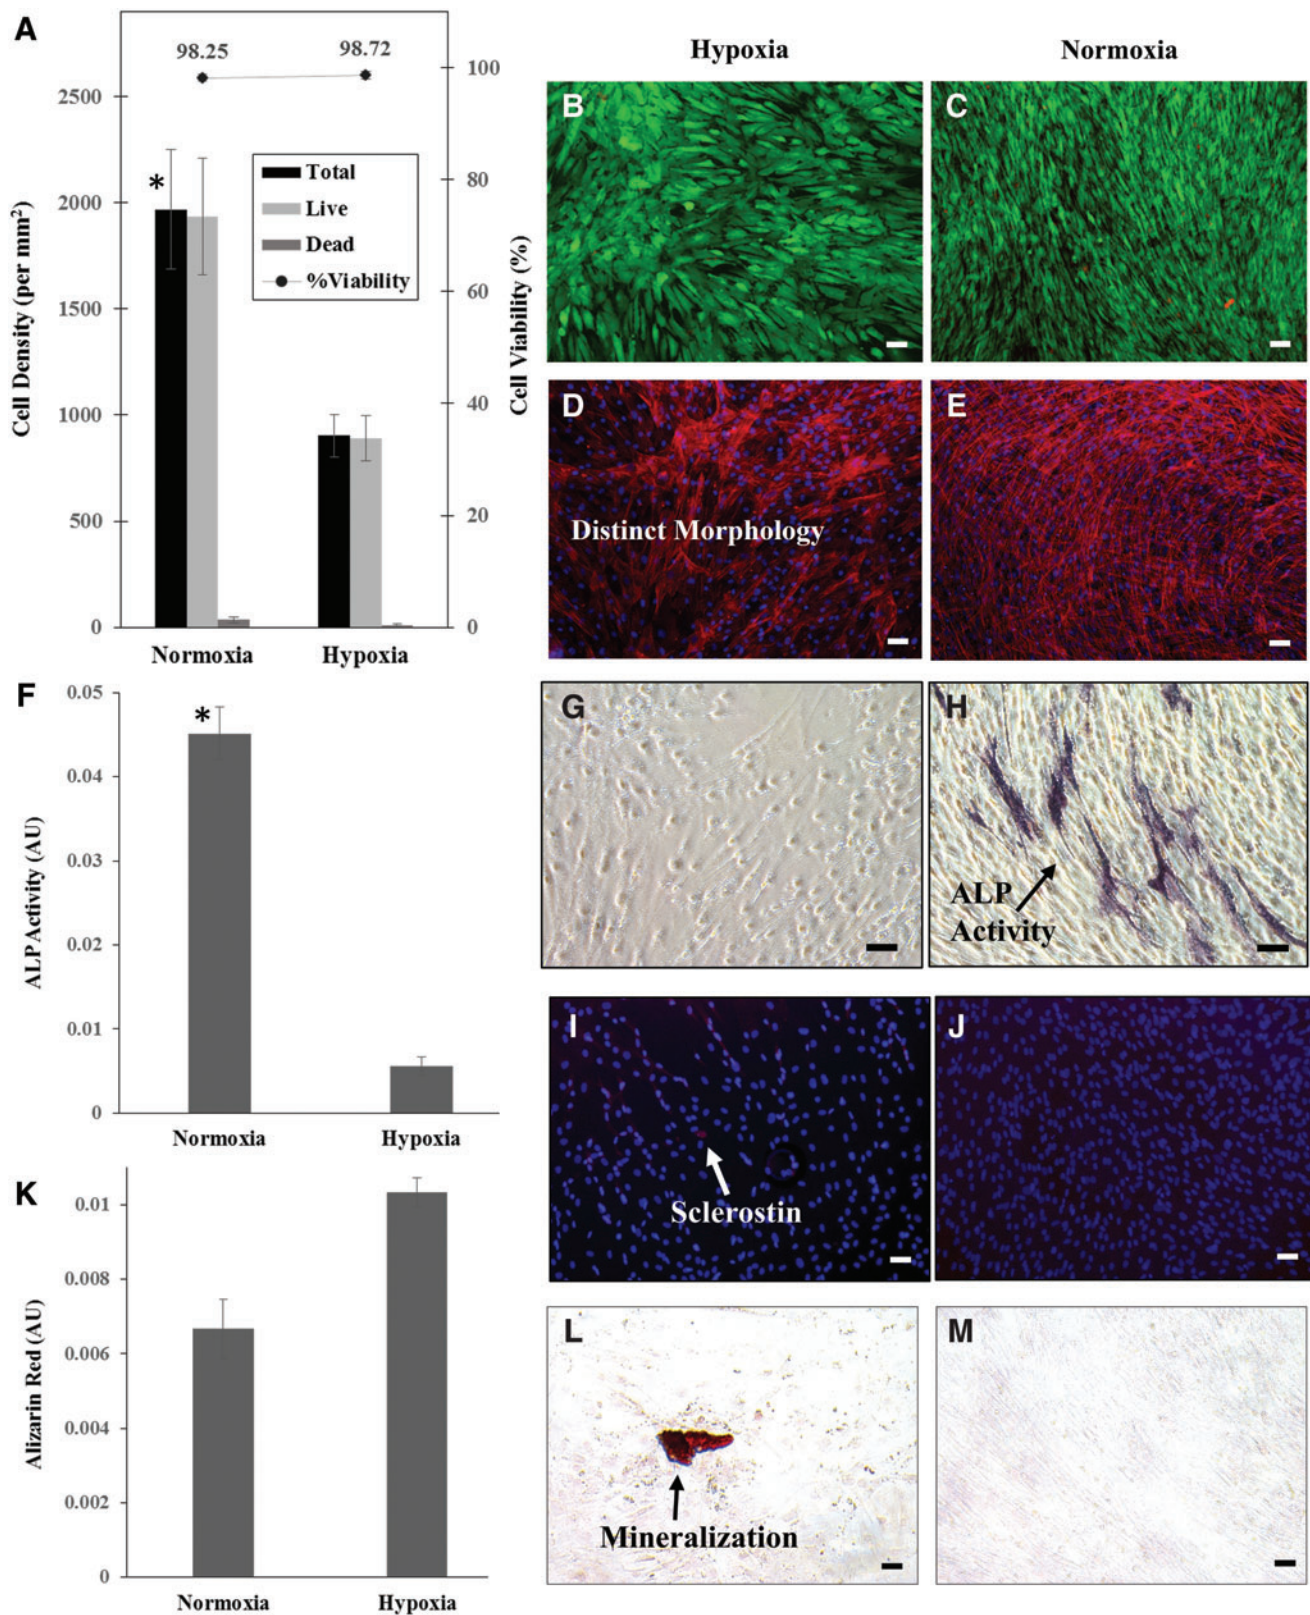 A
98.25
98.72
2500
2000
1500
1000
500
0
100
80
60
40
20
0
*
Total
Live
Dead
%Viability
Cell Density (per mm²)
Cell Viability (%)
Normoxia
Hypoxia
Hypoxia
Normoxia
B
C
D
Distinct Morphology
E
F
0.05
0.04
0.03
0.02
0.01
0
*
ALP Activity (AU)
Normoxia
Hypoxia
G
H
ALP
Activity
I
Sclerostin
J
K
0.01
0.008
0.006
0.004
0.002
0
Alizarin Red (AU)
Normoxia
Hypoxia
L
Mineralization
M